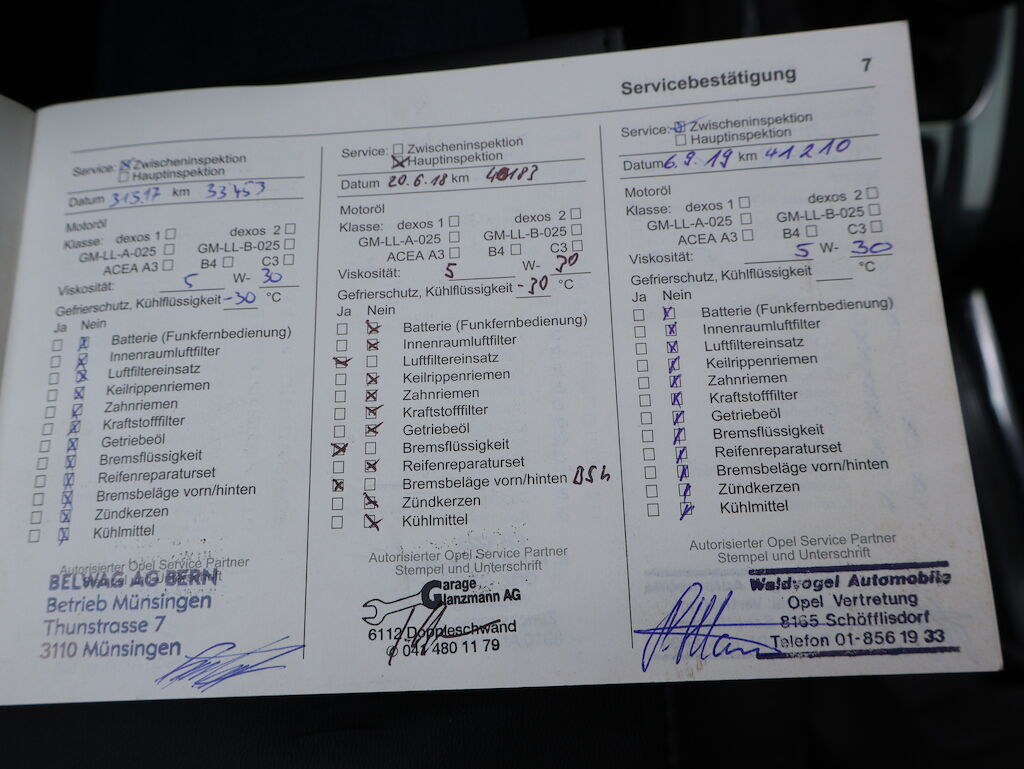 Servicebestätigung 7
Service: Zwischeninspektion
Hauptinspektion
Datum 31.5.17 km 33453
Motoröl
Klasse: dexos 1 dexos 2
GM-LL-A-025 GM-LL-B-025
ACEA A3 B4 C3
Viskosität: 5 W- 30
Gefrierschutz, Kühlflüssigkeit -30 °C
Ja Nein
Batterie (Funkfernbedienung)
Innenraumluftfilter
Luftfiltereinsatz
Keilrippenriemen
Zahnriemen
Kraftstofffilter
Getriebeöl
Bremsflüssigkeit
Reifenreparaturset
Bremsbeläge vorn/hinten
Zündkerzen
Kühlmittel
Autorisierter Opel Service Partner
BELWAG AG BERN
Betrieb Münsingen
Thunstrasse 7
3110 Münsingen
Service: Zwischeninspektion
Hauptinspektion
Datum 20.6.18 km
Motoröl
Klasse: dexos 1 dexos 2
GM-LL-A-025 GM-LL-B-025
ACEA A3 B4 C3
Viskosität: 5 W- 30
Gefrierschutz, Kühlflüssigkeit -30 °C
Ja Nein
Batterie (Funkfernbedienung)
Innenraumluftfilter
Luftfiltereinsatz
Keilrippenriemen
Zahnriemen
Kraftstofffilter
Getriebeöl
Bremsflüssigkeit
Reifenreparaturset
Bremsbeläge vorn/hinten
Zündkerzen
Kühlmittel
Autorisierter Opel Service Partner
Stempel und Unterschrift
Garage
Glanzmann AG
6112 Doppleschwand
041 480 11 79
Service: Zwischeninspektion
Hauptinspektion
Datum 6.9.19 km 41210
Motoröl
Klasse: dexos 1 dexos 2
GM-LL-A-025 GM-LL-B-025
ACEA A3 B4 C3
Viskosität: 5 W- 30
Gefrierschutz, Kühlflüssigkeit °C
Ja Nein
Batterie (Funkfernbedienung)
Innenraumluftfilter
Luftfiltereinsatz
Keilrippenriemen
Zahnriemen
Kraftstofffilter
Getriebeöl
Bremsflüssigkeit
Reifenreparaturset
Bremsbeläge vorn/hinten
Zündkerzen
Kühlmittel
Autorisierter Opel Service Partner
Stempel und Unterschrift
Waldvogel Automobile
Opel Vertretung
8165 Schöfflisdorf
Telefon 01-856 19 33